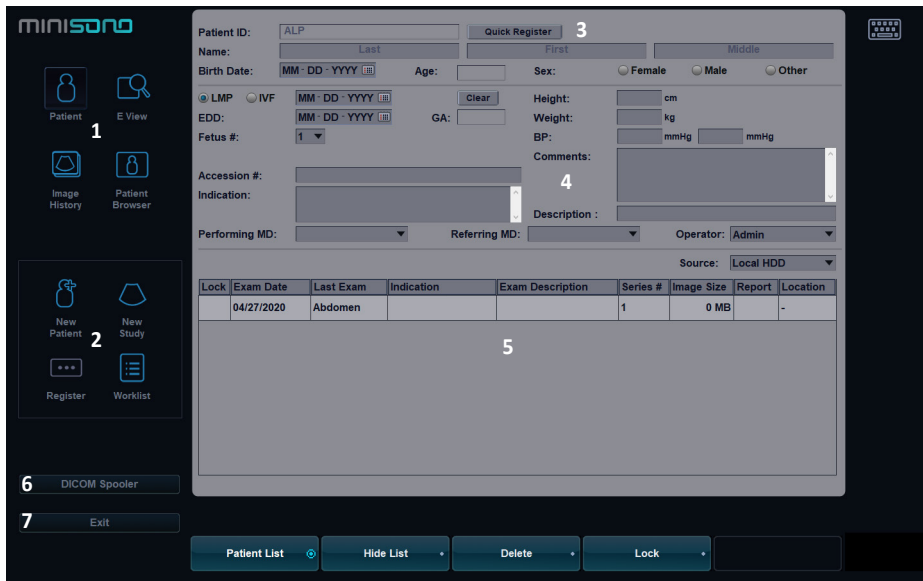 minisono
Patient ID: ALP Quick Register 3
Name: Last First Middle
Birth Date: MM - DD - YYYY Age: Sex: Female Male Other
LMP IVF MM - DD - YYYY Clear Height: cm
EDD: MM - DD - YYYY GA: Weight: kg
Fetus #: 1 BP: mmHg mmHg
Comments:
Accession #: 4
Indication:
Description :
Performing MD: Referring MD: Operator: Admin
Source: Local HDD
Lock Exam Date Last Exam Indication Exam Description Series # Image Size Report Location
04/27/2020 Abdomen 1 0 MB -
5
Patient E View
1
Image History Patient Browser
New Patient New Study
2
Register Worklist
6 DICOM Spooler
7 Exit
Patient List Hide List Delete Lock